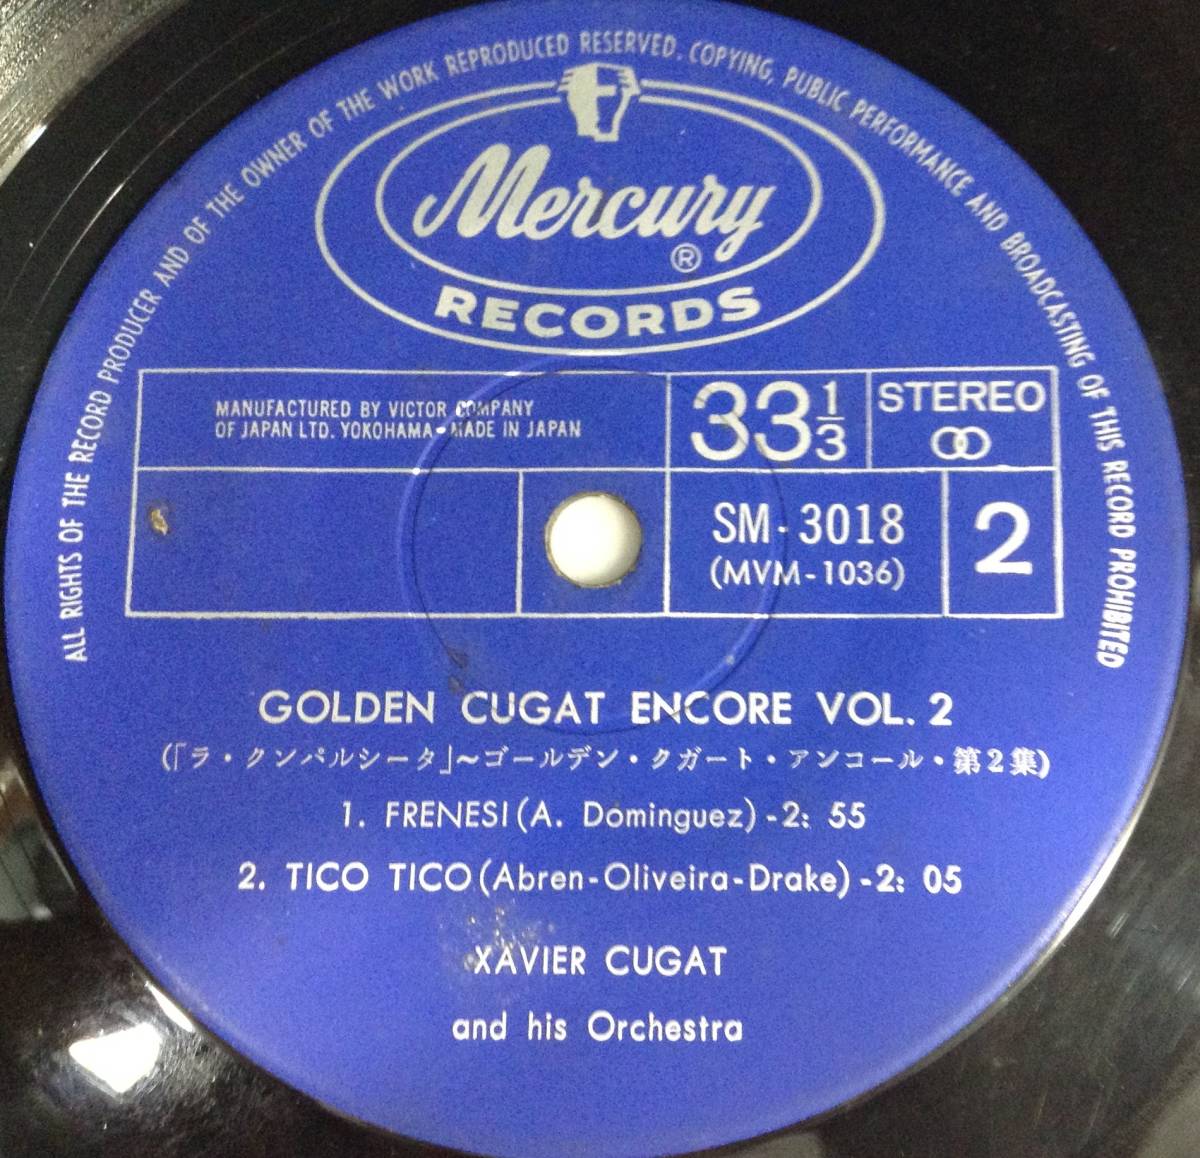 ALL RIGHTS OF THE RECORD PRODUCER AND OF THE OWNER OF THE WORK REPRODUCED RESERVED. COPYING, PUBLIC PERFORMANCE AND BROADCASTING OF THIS RECORD PROHIBITED
Mercury
®
RECORDS
MANUFACTURED BY VICTOR COMPANY
OF JAPAN LTD. YOKOHAMA • MADE IN JAPAN
33 1/3
STEREO
SM-3018
(MVM-1036)
2
GOLDEN CUGAT ENCORE VOL. 2
(「ラ・クンパルシータ」~ゴールデン・クガート・アンコール・第2集)
1. FRENESI (A. Dominguez) -2: 55
2. TICO TICO (Abren-Oliveira-Drake) -2: 05
XAVIER CUGAT
and his Orchestra